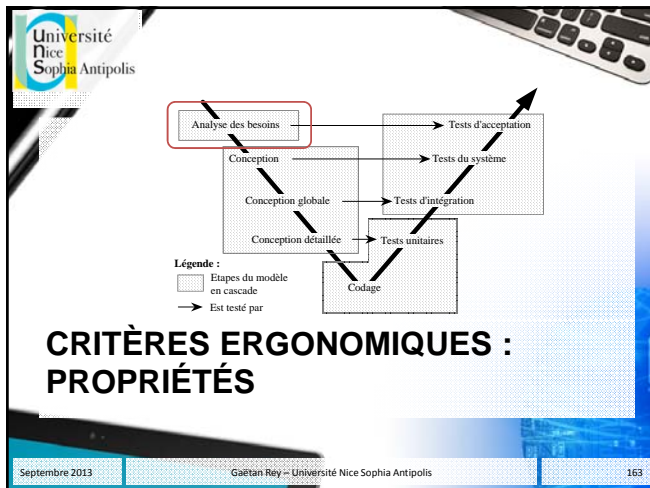 Université
Nice
Sophia Antipolis
Analyse des besoins
Tests d'acceptation
Conception
Tests du système
Conception globale
Tests d'intégration
Conception détaillée
Tests unitaires
Légende :
Etapes du modèle
en cascade
Codage
Est testé par
CRITÈRES ERGONOMIQUES :
PROPRIÉTÉS
Septembre 2013
Gaëtan Rey – Université Nice Sophia Antipolis
163